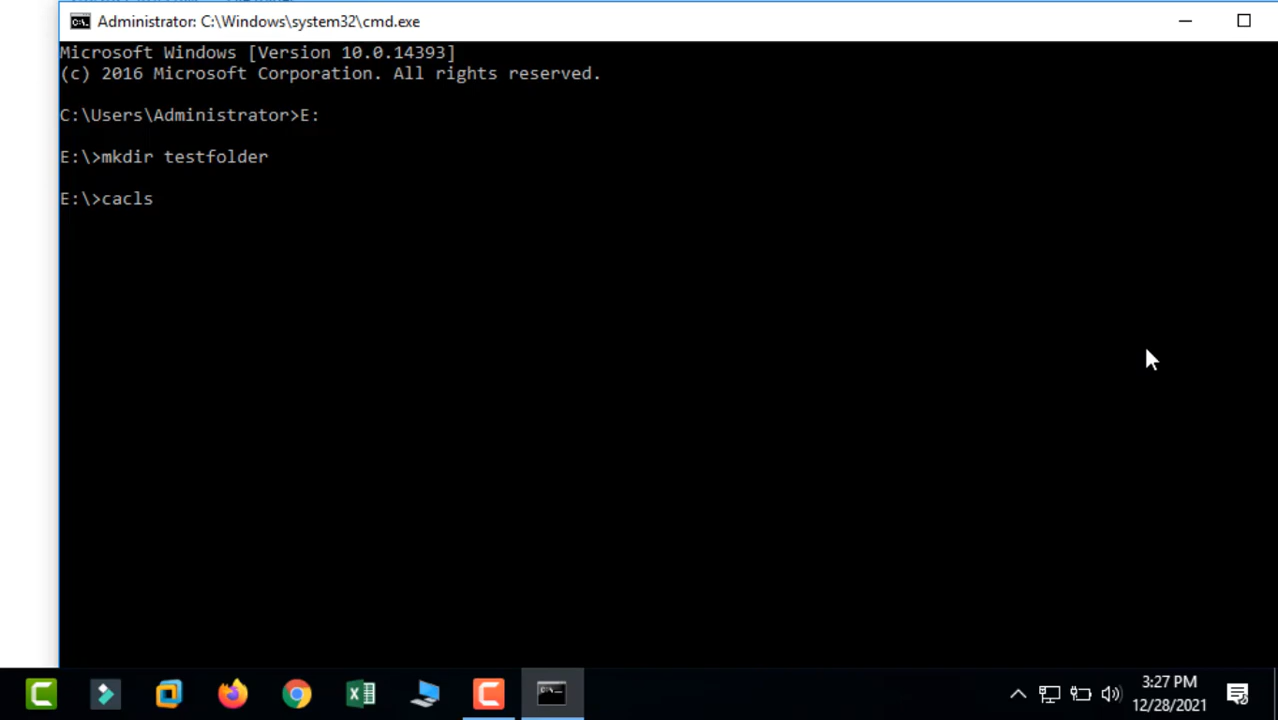 Administrator: C:\Windows\system32\cmd.exe
Microsoft Windows [Version 10.0.14393]
(c) 2016 Microsoft Corporation. All rights reserved.
C:\Users\Administrator>E:
E:\>mkdir testfolder
E:\>cacls
3:27 PM
12/28/2021